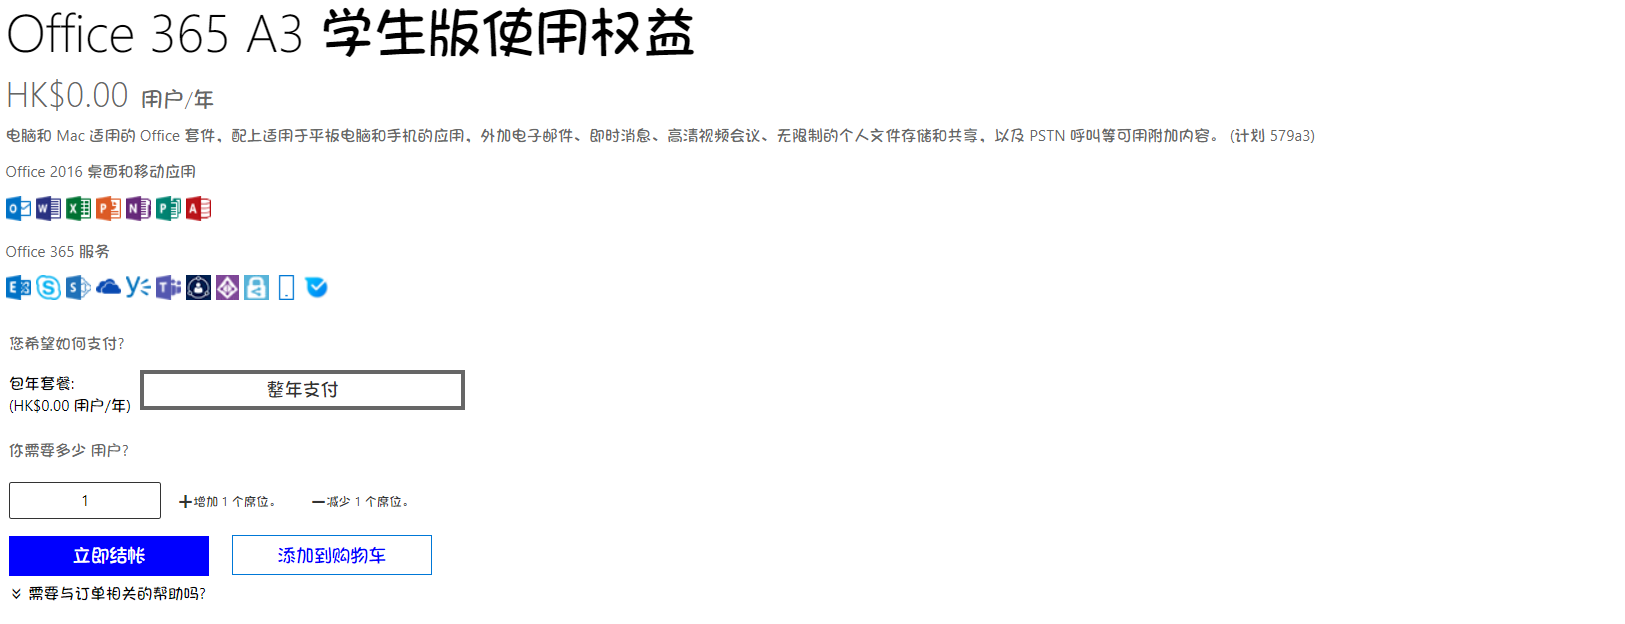 Office 365 A3 学生版使用权益
HK$0.00 用户/年
电脑和 Mac 适用的 Office 套件，配上适用于平板电脑和手机的应用，外加电子邮件、即时消息、高清视频会议、无限制的个人文件存储和共享，以及 PSTN 呼叫等可用附加内容。 (计划 579a3)
Office 2016 桌面和移动应用
Office 365 服务
您希望如何支付?
包年套餐:
(HK$0.00 用户/年)
整年支付
你需要多少 用户?
1
增加 1 个席位。
减少 1 个席位。
立即结帐
添加到购物车
需要与订单相关的帮助吗?